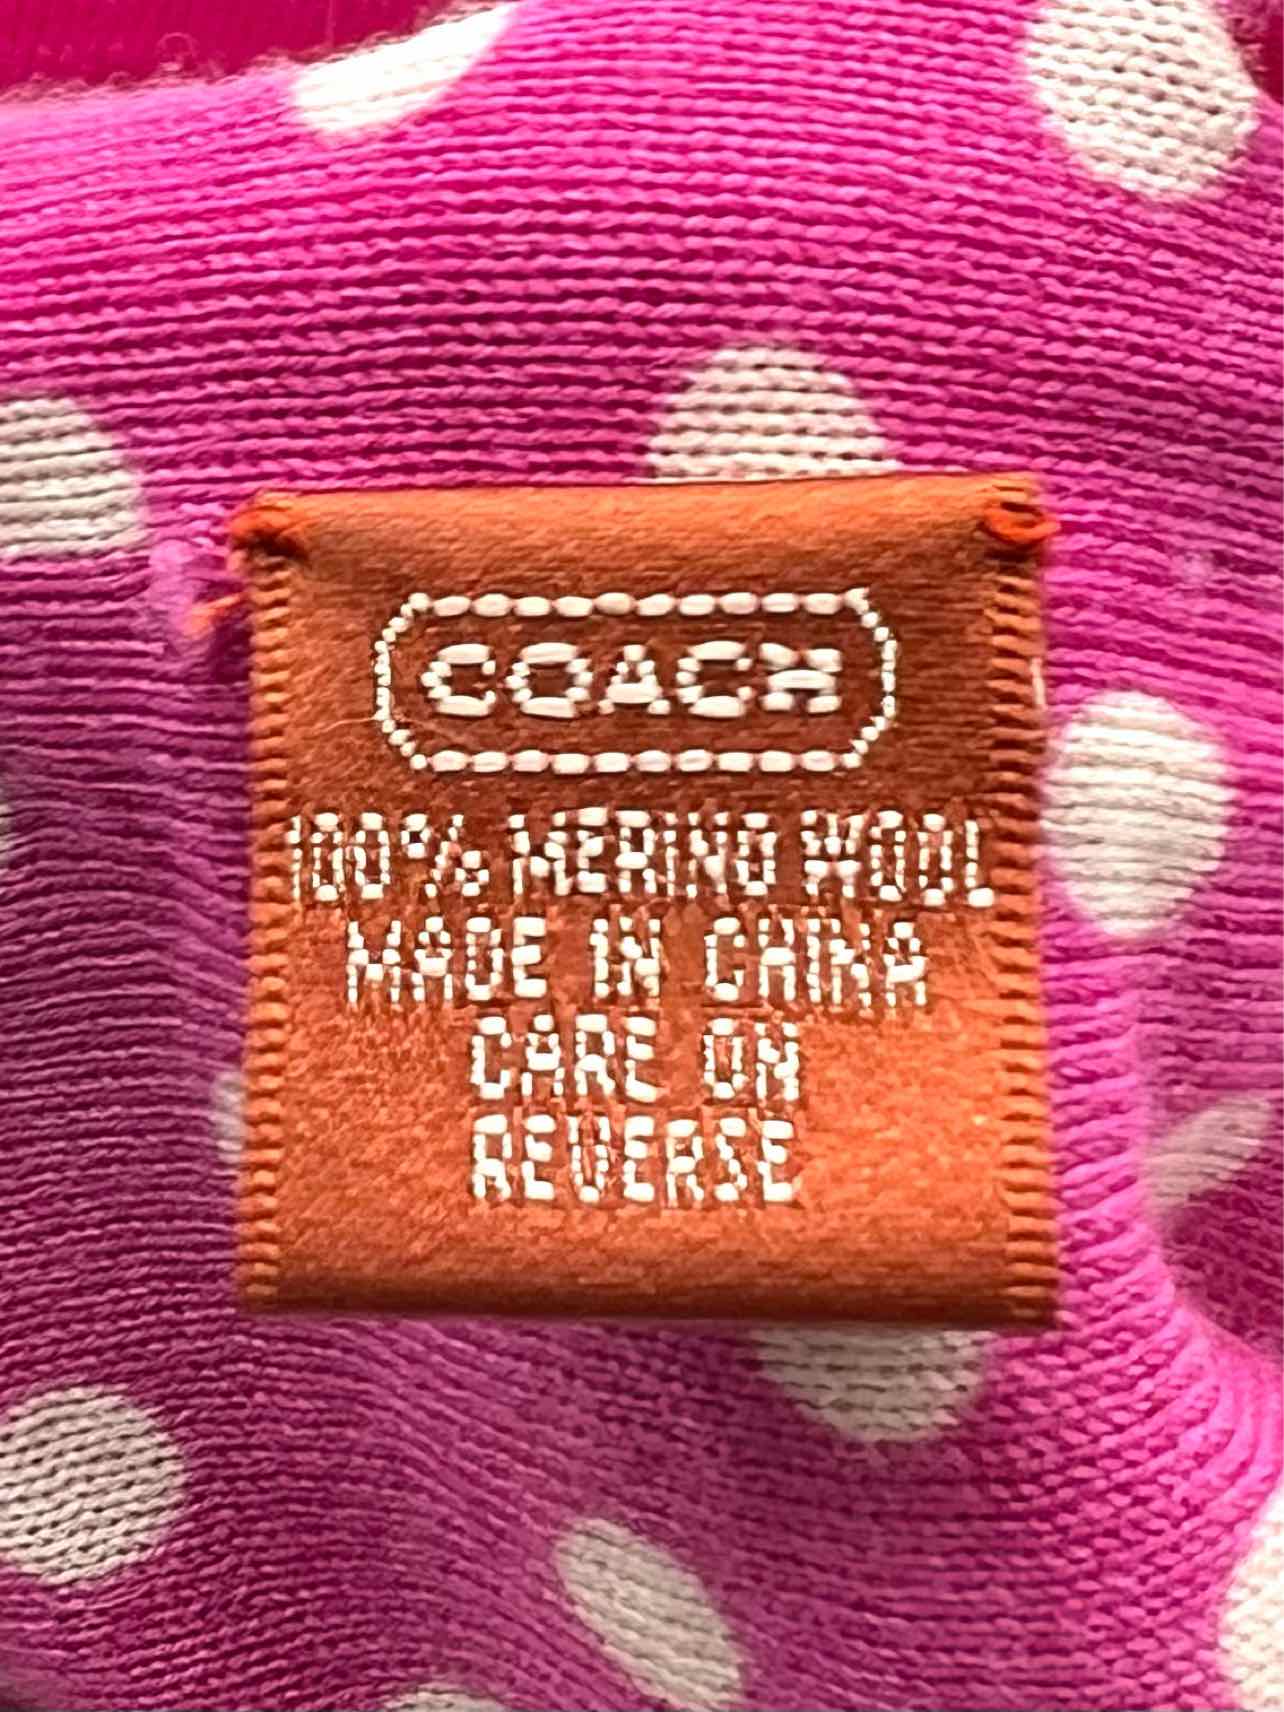 COACH
100% MERINO WOOL
MADE IN CHINA
CARE ON
REVERSE